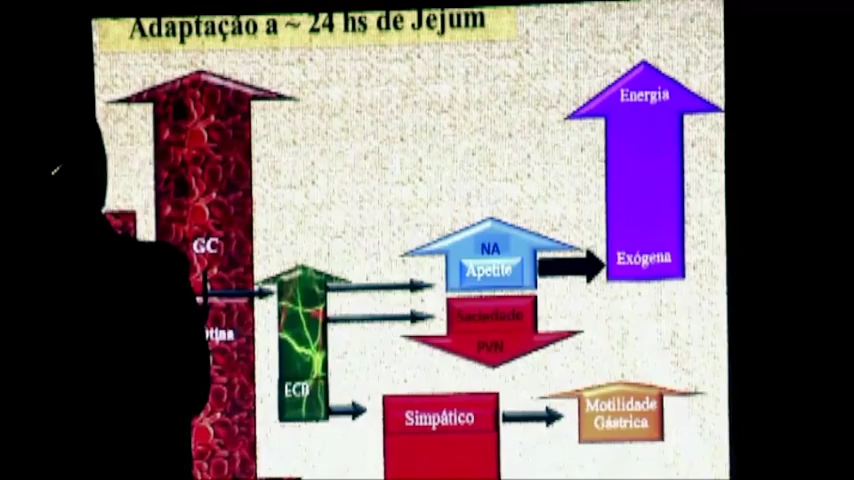 Adaptação a ~ 24 hs de Jejum
Energia
GC
NA
Apetite
Exógena
Saciedade
PVN
ECB
Simpático
Motilidade
Gástrica